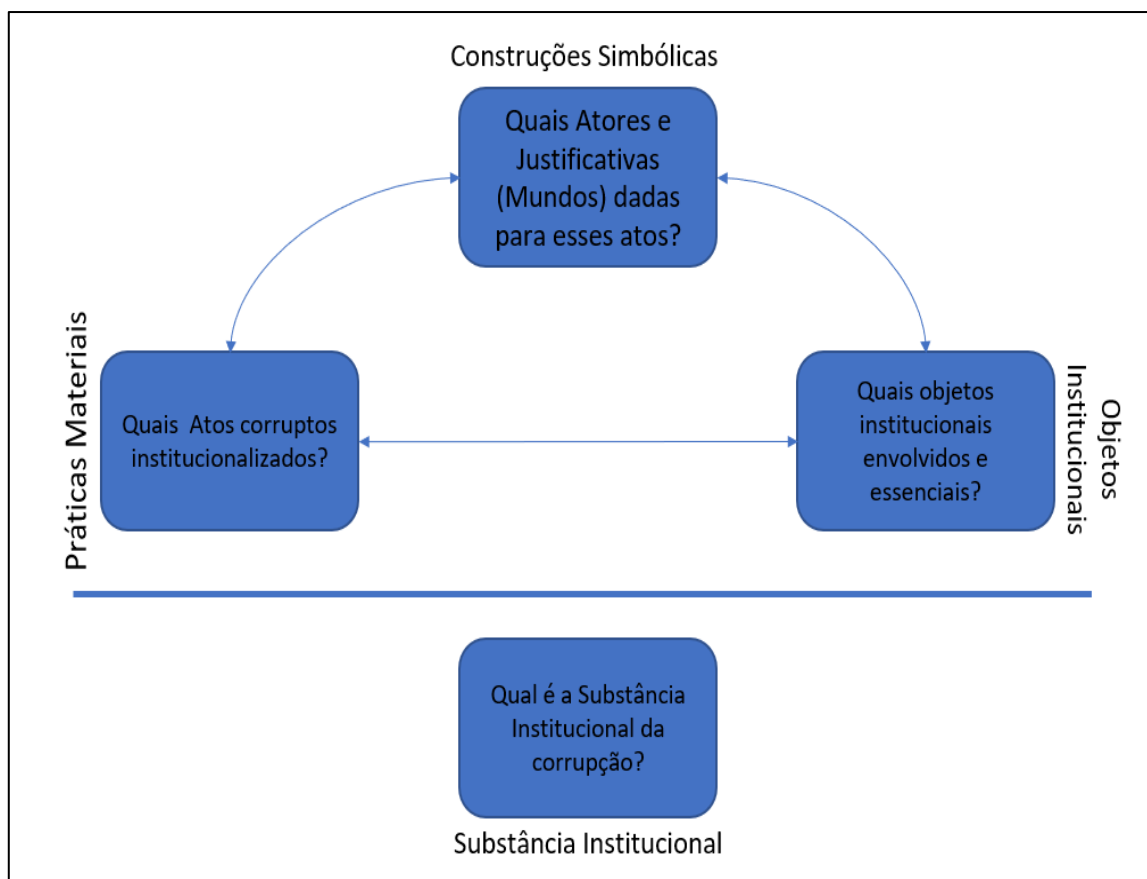 Construções Simbólicas
Quais Atores e
Justificativas
(Mundos) dadas
para esses atos?
Práticas Materiais
Quais Atos corruptos
institucionalizados?
Quais objetos
institucionais
envolvidos e
essenciais?
Objetos
Institucionais
Qual é a Substância
Institucional da
corrupção?
Substância Institucional